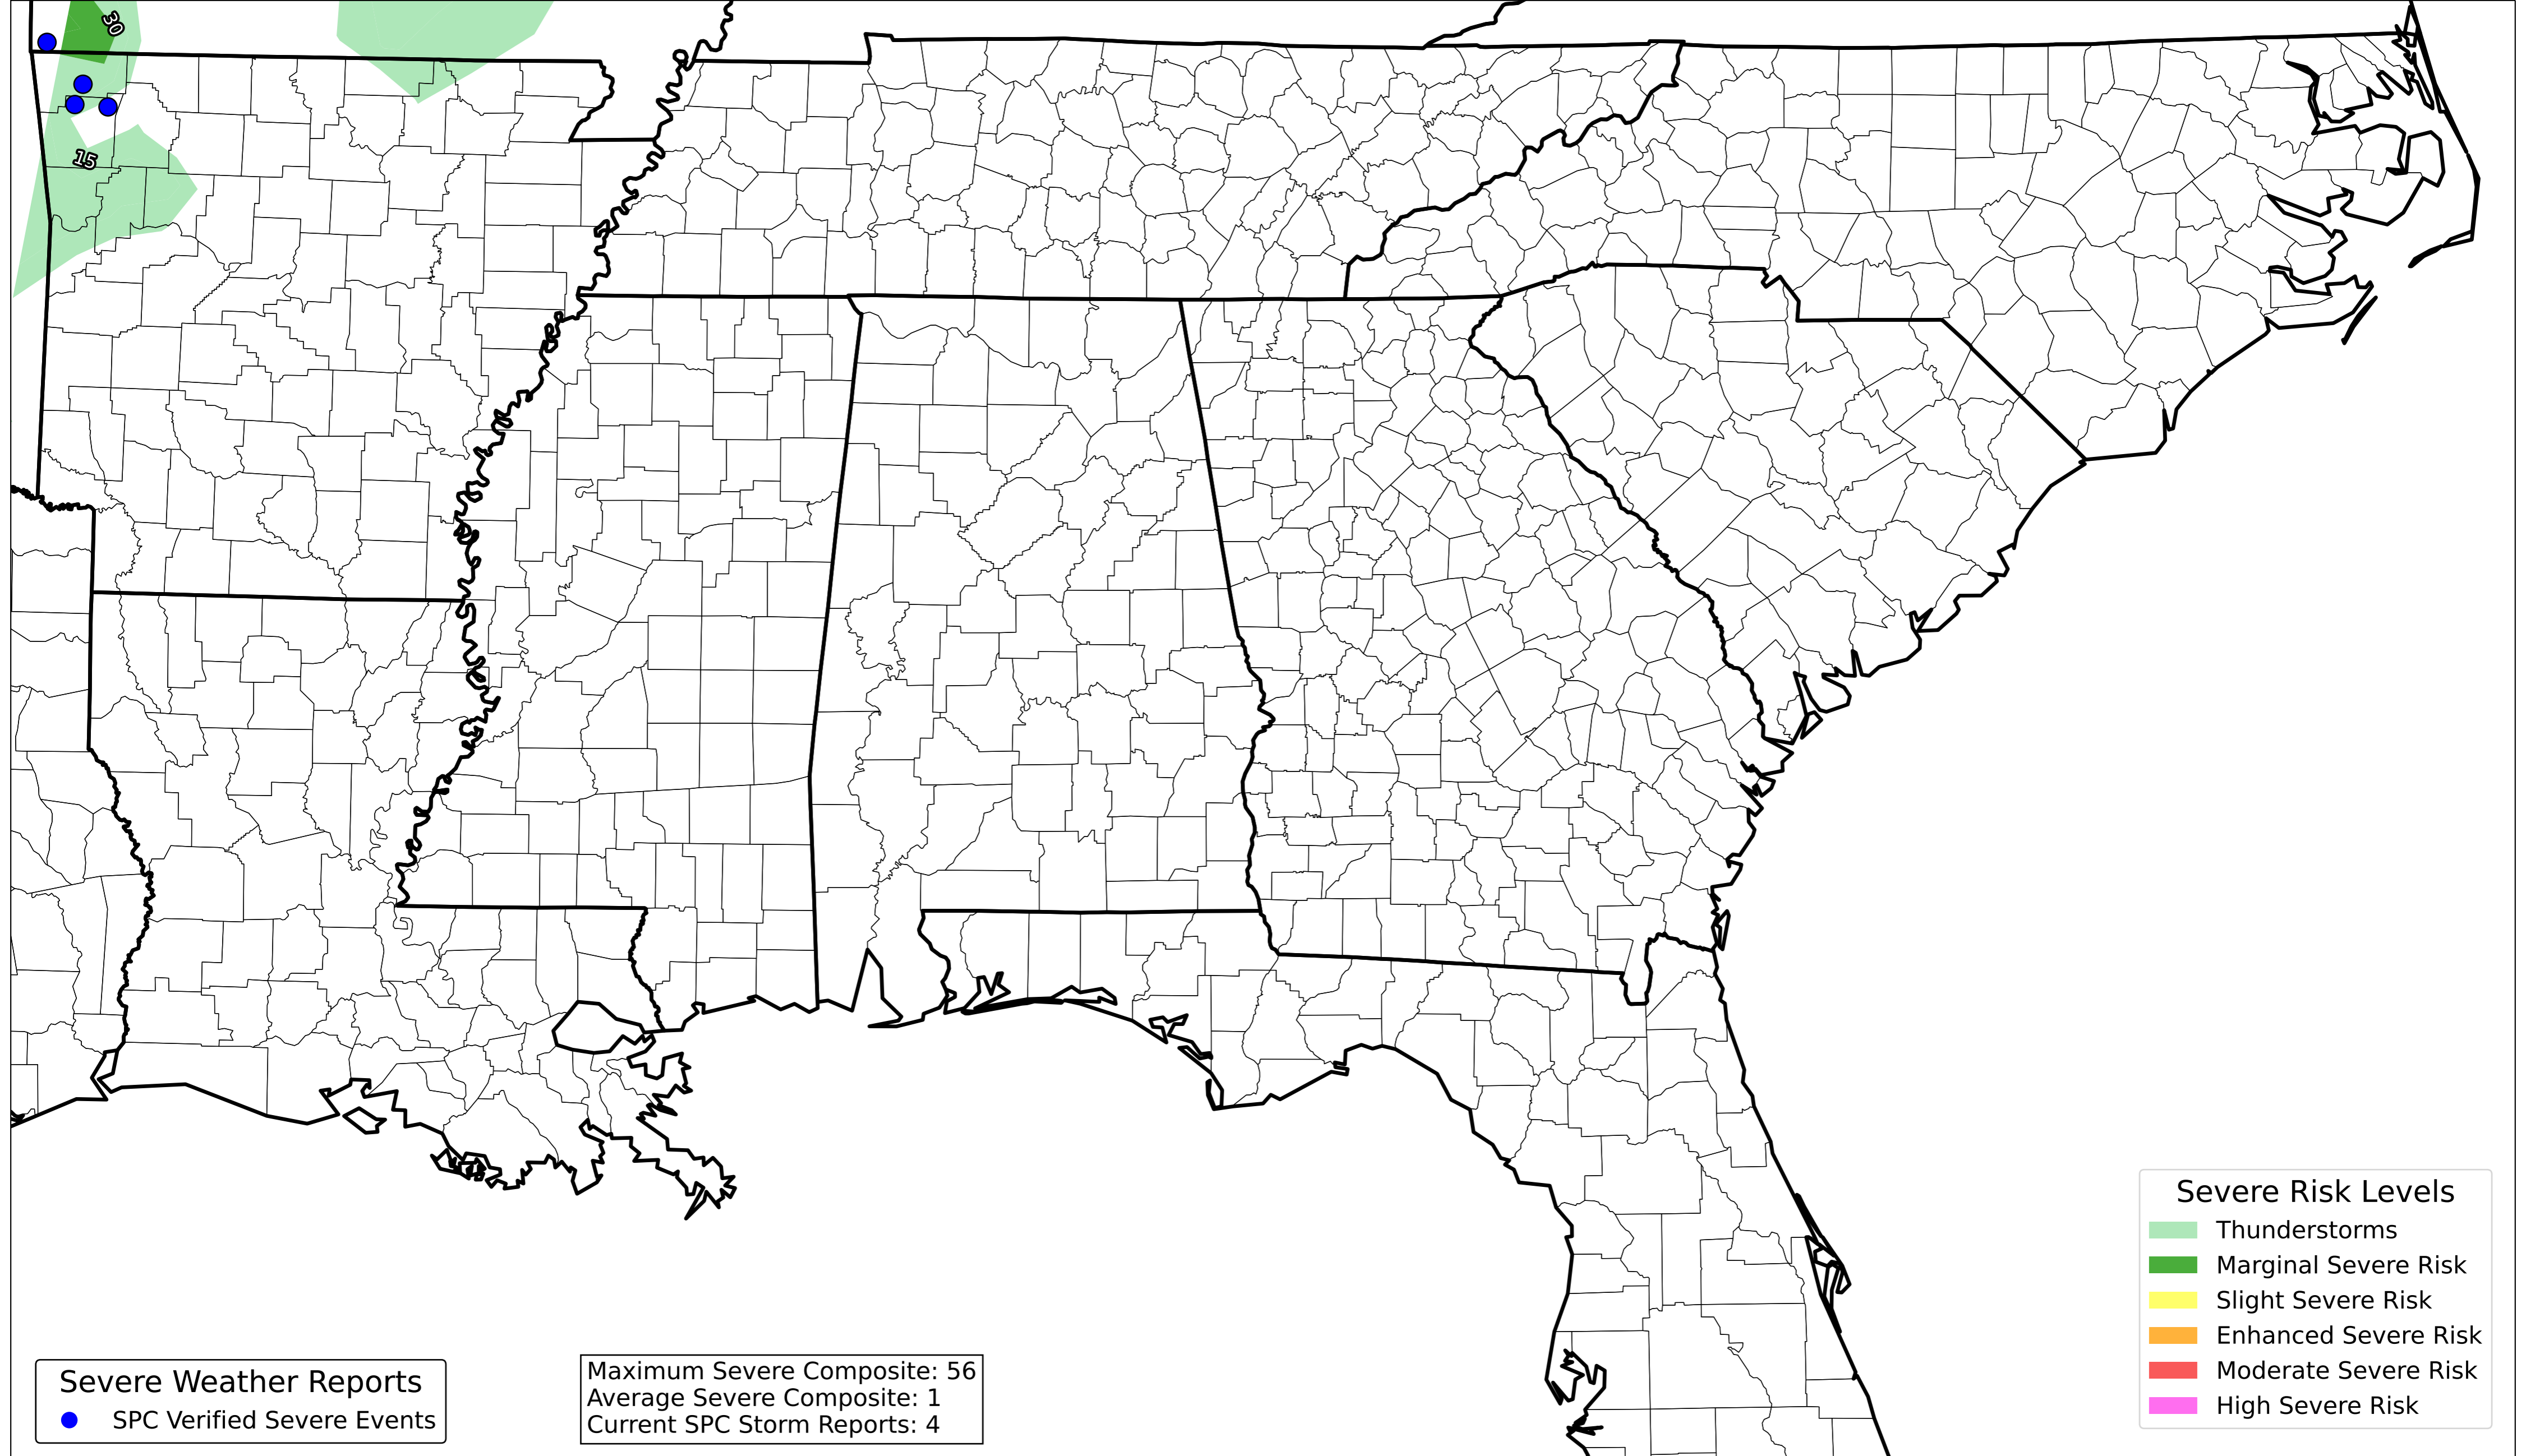 30
15
Severe Risk Levels
Thunderstorms
Marginal Severe Risk
Slight Severe Risk
Enhanced Severe Risk
Moderate Severe Risk
High Severe Risk
Severe Weather Reports
SPC Verified Severe Events
Maximum Severe Composite: 56
Average Severe Composite: 1
Current SPC Storm Reports: 4